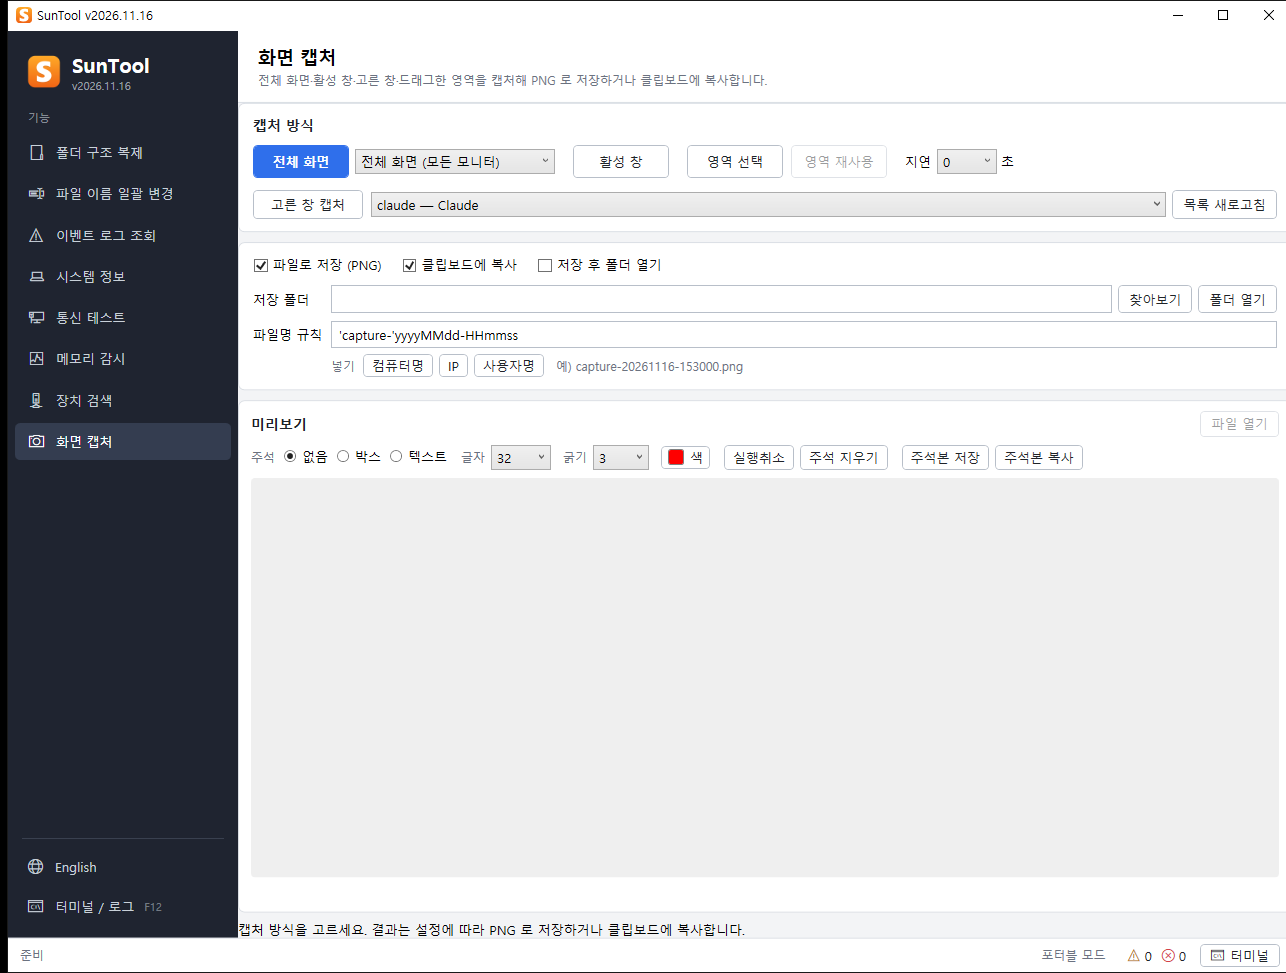 SunTool v2026.11.16
SunTool
v2026.11.16
기능
폴더 구조 복제
파일 이름 일괄 변경
이벤트 로그 조회
시스템 정보
통신 테스트
메모리 감시
장치 검색
화면 캡처
English
터미널 / 로그 F12
화면 캡처
전체 화면·활성 창·고른 창·드래그한 영역을 캡처해 PNG 로 저장하거나 클립보드에 복사합니다.
캡처 방식
전체 화면 전체 화면 (모든 모니터) 활성 창 영역 선택 영역 재사용 지연 0 초
고른 창 캡처 claude — Claude 목록 새로고침
파일로 저장 (PNG) 클립보드에 복사 저장 후 폴더 열기
저장 폴더 찾아보기 폴더 열기
파일명 규칙 'capture-'yyyyMMdd-HHmmss
넣기 컴퓨터명 IP 사용자명 예) capture-20261116-153000.png
미리보기 파일 열기
주석 없음 박스 텍스트 글자 32 굵기 3 색 실행취소 주석 지우기 주석본 저장 주석본 복사
캡처 방식을 고르세요. 결과는 설정에 따라 PNG 로 저장하거나 클립보드에 복사합니다.
준비 포터블 모드 0 0 터미널